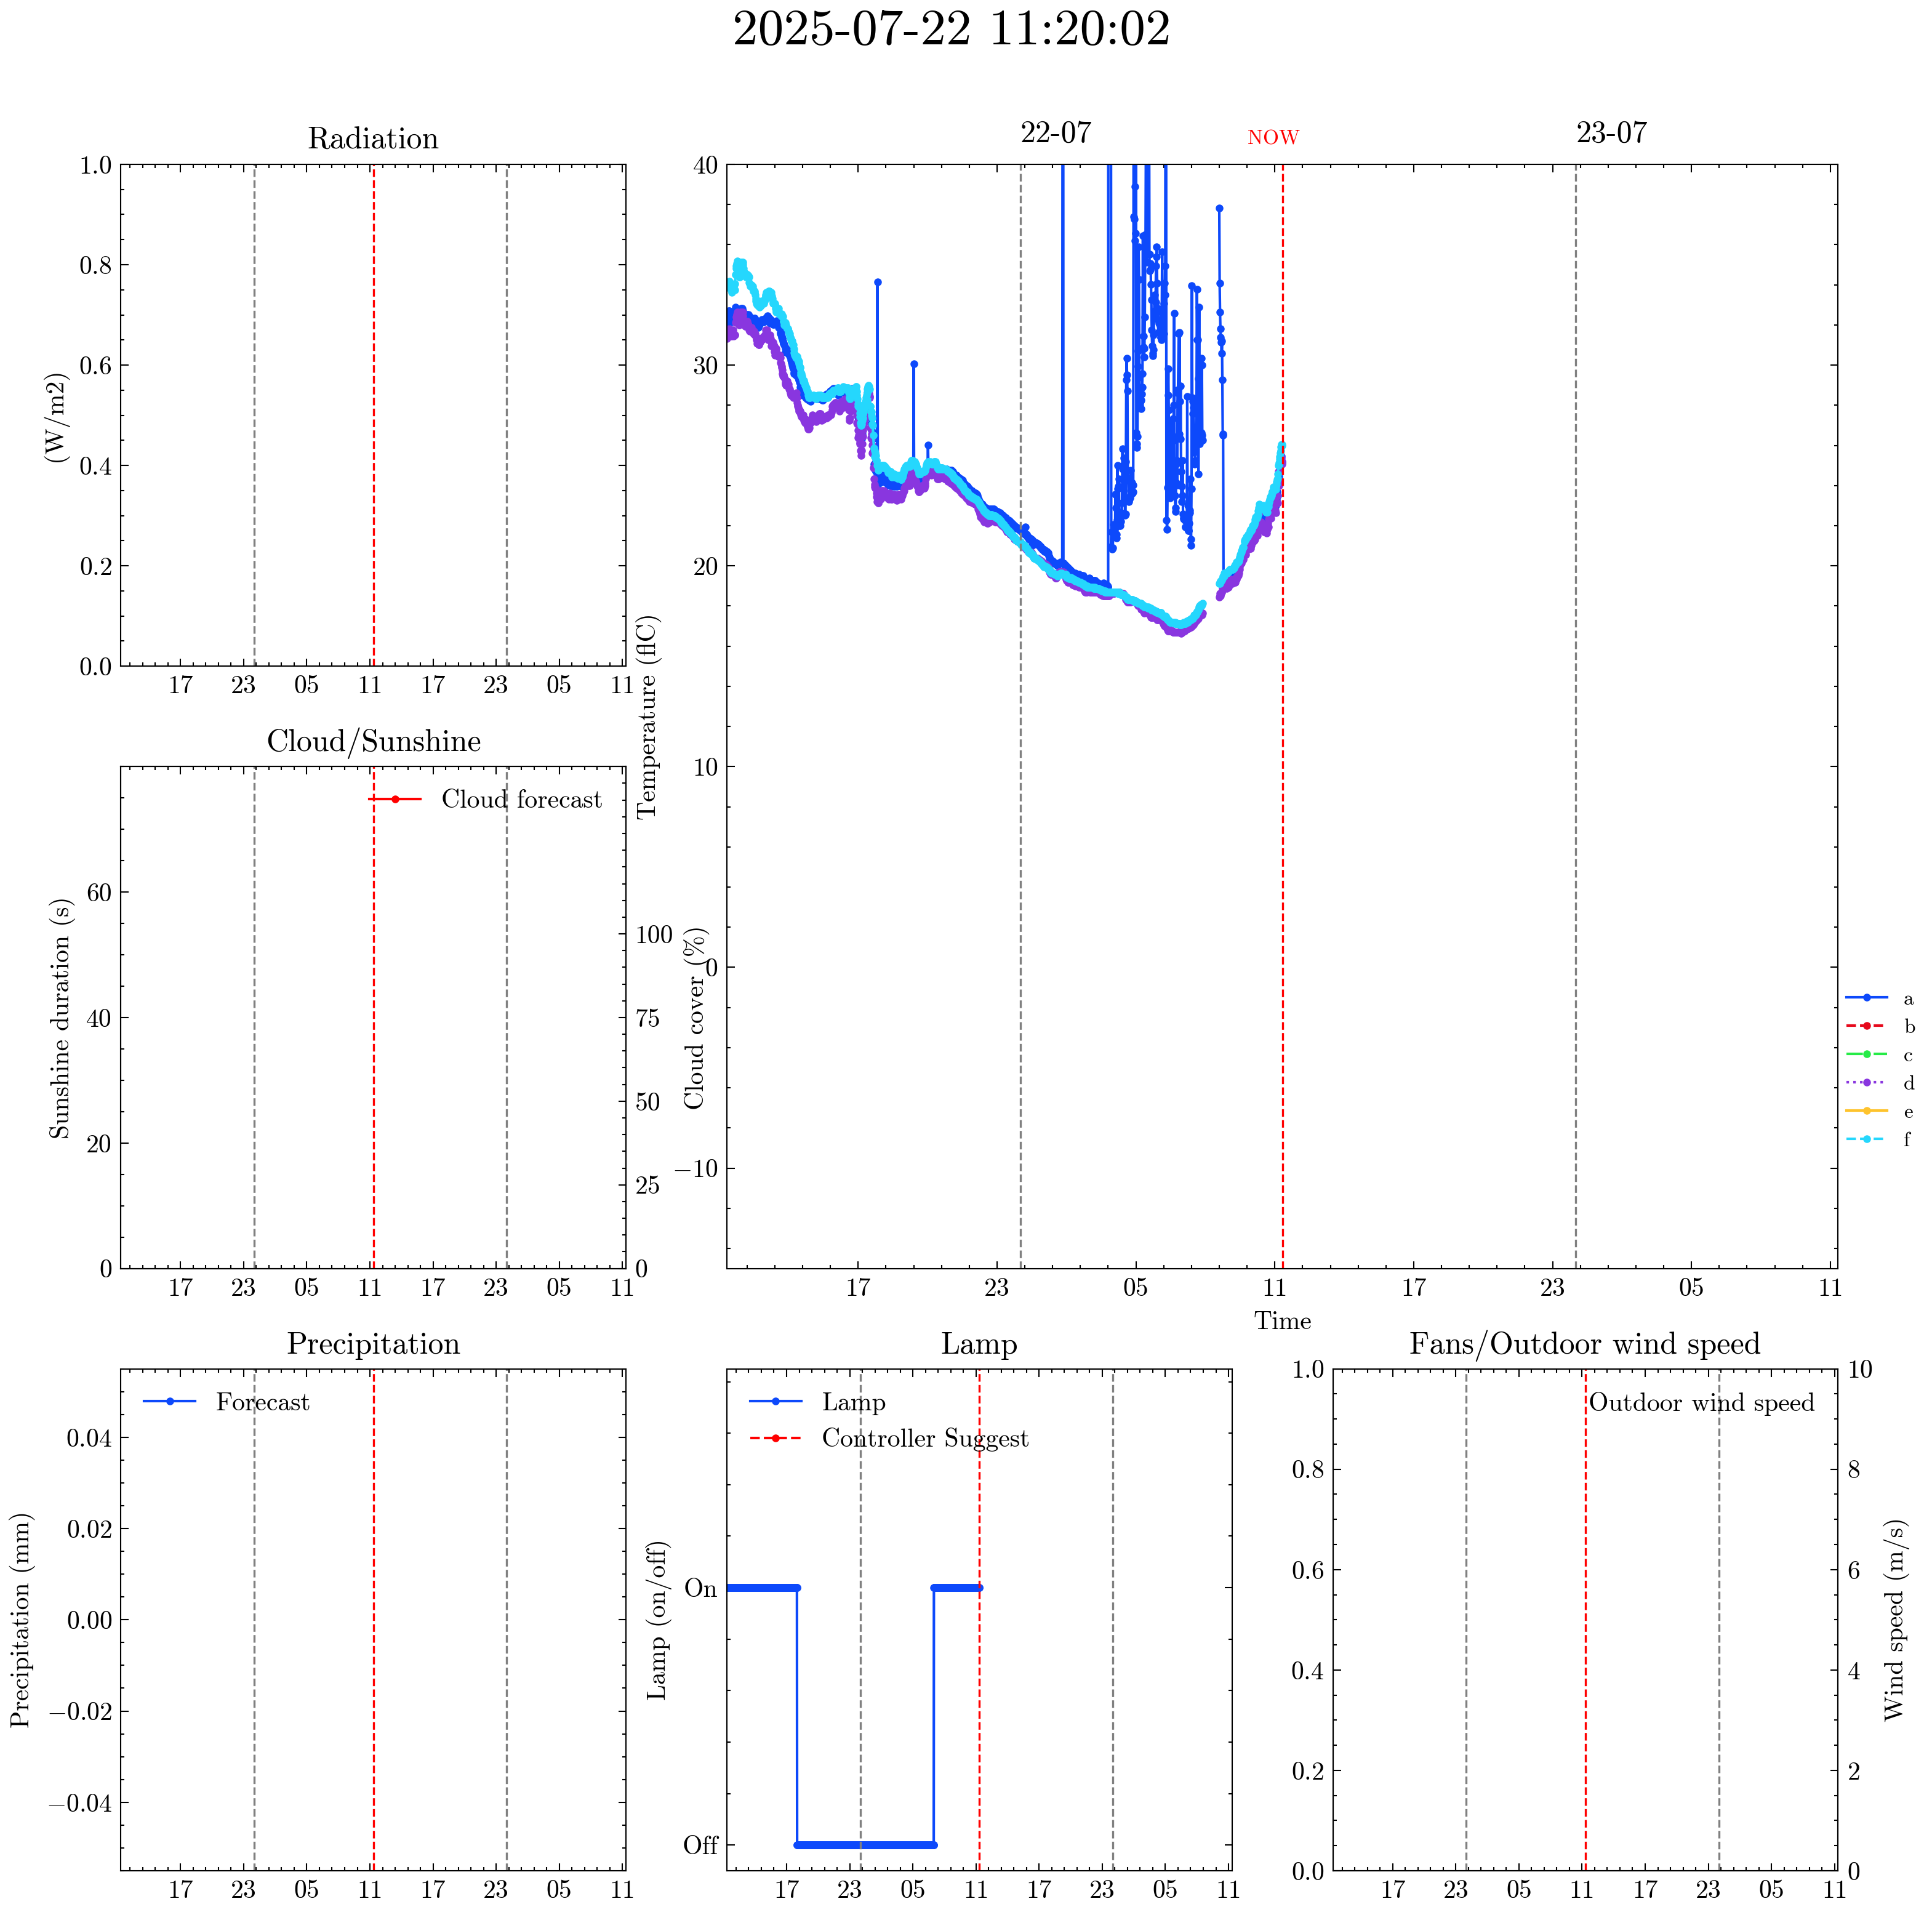 2025-07-22 11:20:02
Radiation
1.0
0.8
0.6
0.4
0.2
0.0
(W/m2)
17 23 05 11 17 23 05 11
22-07 NOW 23-07
40
30
20
10
0
−10
Temperature (flC)
17 23 05 11 17 23 05 11
Time
a
b
c
d
e
f
Cloud/Sunshine
Cloud forecast
60
40
20
0
Sunshine duration (s)
100
75
50
25
0
Cloud cover (%)
17 23 05 11 17 23 05 11
Precipitation
Forecast
0.04
0.02
0.00
−0.02
−0.04
Precipitation (mm)
17 23 05 11 17 23 05 11
Lamp
Lamp
Controller Suggest
On
Off
Lamp (on/off)
17 23 05 11 17 23 05 11
Fans/Outdoor wind speed
Outdoor wind speed
1.0
0.8
0.6
0.4
0.2
0.0
10
8
6
4
2
0
Wind speed (m/s)
17 23 05 11 17 23 05 11